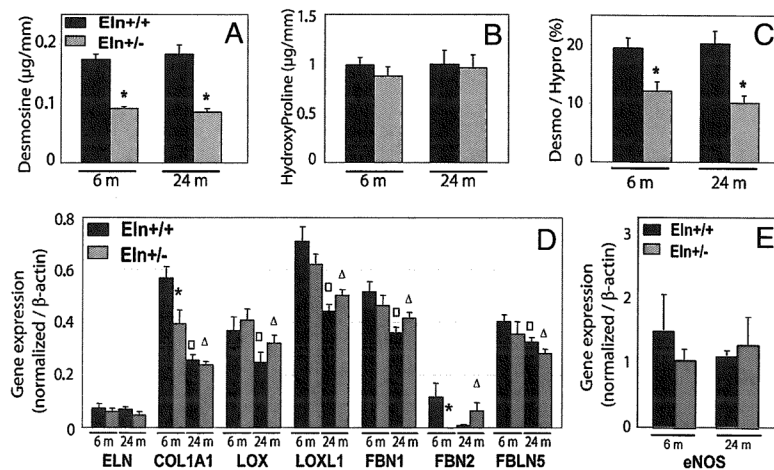 A
Eln+/+
Eln+/-
Desmosine (µg/mm)
0.2
0.1
0
*
*
6 m
24 m
B
HydroxyProline (µg/mm)
1.5
1
0.5
0
6 m
24 m
C
Desmo / Hypro (%)
20
10
0
*
*
6 m
24 m
D
Eln+/+
Eln+/-
Gene expression
(normalized / β-actin)
0.8
0.6
0.4
0.2
0
*
□ Δ
□ Δ
□ Δ
□ Δ
* Δ
□ Δ
6 m 24 m 6 m 24 m 6 m 24 m 6 m 24 m 6 m 24 m 6 m 24 m 6 m 24 m
ELN COL1A1 LOX LOXL1 FBN1 FBN2 FBLN5
E
Eln+/+
Eln+/-
Gene expression
(normalized / β-actin)
3
2
1
0
6 m
24 m
eNOS